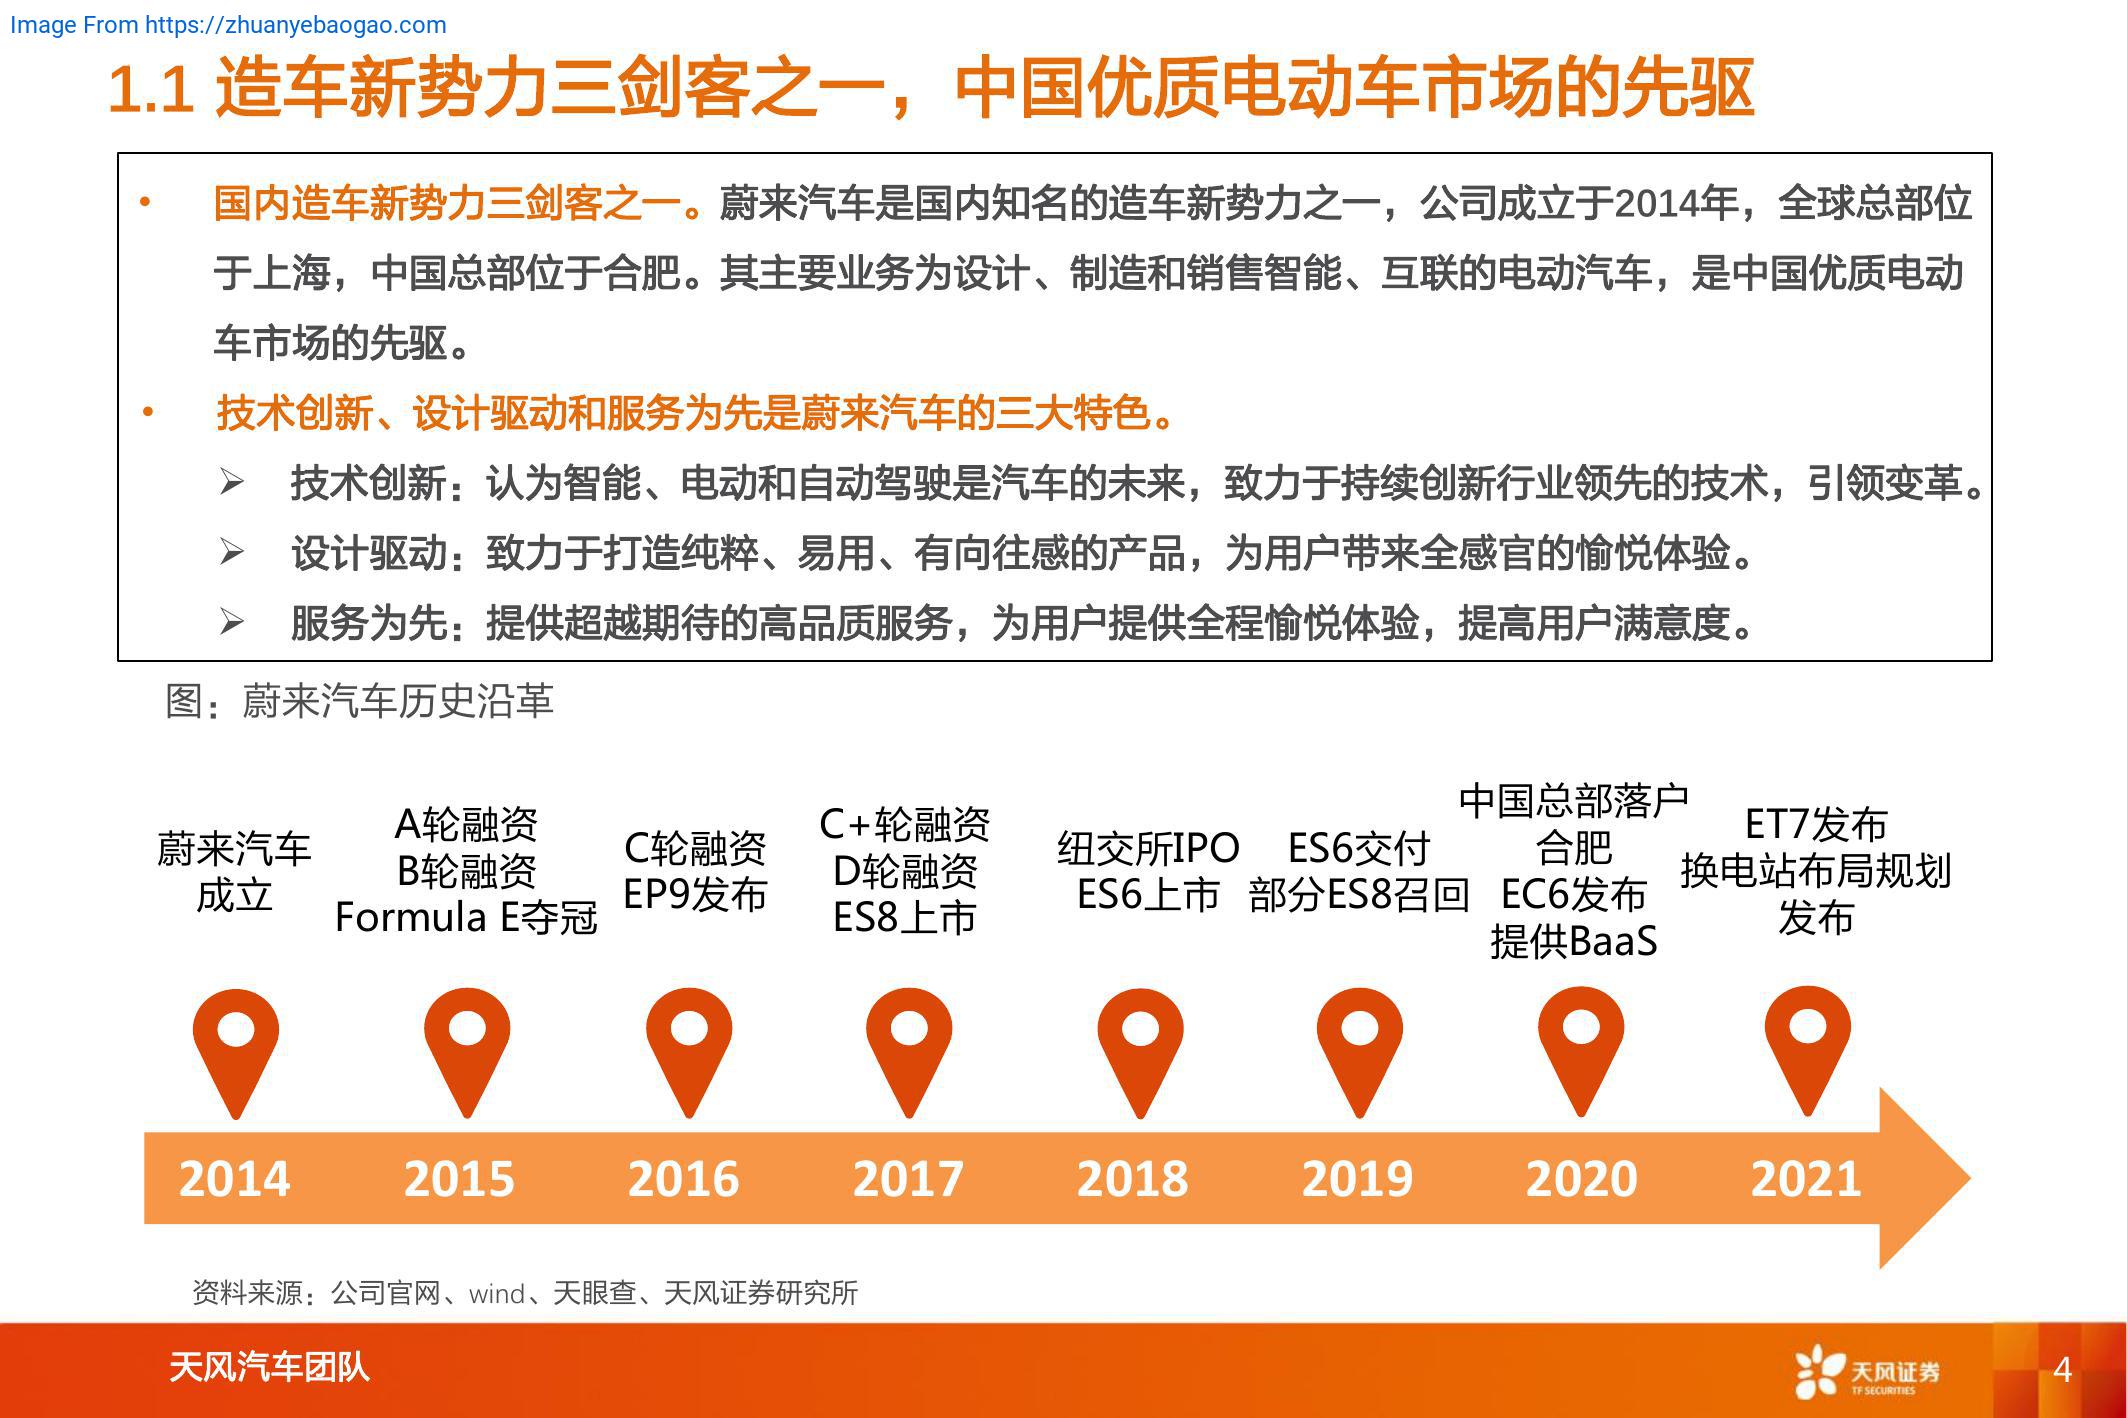 Image From https://zhuanyebaogao.com
1.1 造车新势力三剑客之一，中国优质电动车市场的先驱
• 国内造车新势力三剑客之一。蔚来汽车是国内知名的造车新势力之一，公司成立于2014年，全球总部位
于上海，中国总部位于合肥。其主要业务为设计、制造和销售智能、互联的电动汽车，是中国优质电动
车市场的先驱。
• 技术创新、设计驱动和服务为先是蔚来汽车的三大特色。
➢ 技术创新：认为智能、电动和自动驾驶是汽车的未来，致力于持续创新行业领先的技术，引领变革。
➢ 设计驱动：致力于打造纯粹、易用、有向往感的产品，为用户带来全感官的愉悦体验。
➢ 服务为先：提供超越期待的高品质服务，为用户提供全程愉悦体验，提高用户满意度。
图：蔚来汽车历史沿革
蔚来汽车
成立
A轮融资
B轮融资
Formula E夺冠
C轮融资
EP9发布
C+轮融资
D轮融资
ES8上市
纽交所IPO
ES6上市
ES6交付
部分ES8召回
中国总部落户
合肥
EC6发布
提供BaaS
ET7发布
换电站布局规划
发布
2014
2015
2016
2017
2018
2019
2020
2021
资料来源：公司官网、wind、天眼查、天风证券研究所
天风汽车团队
天风证券
TF SECURITIES
4